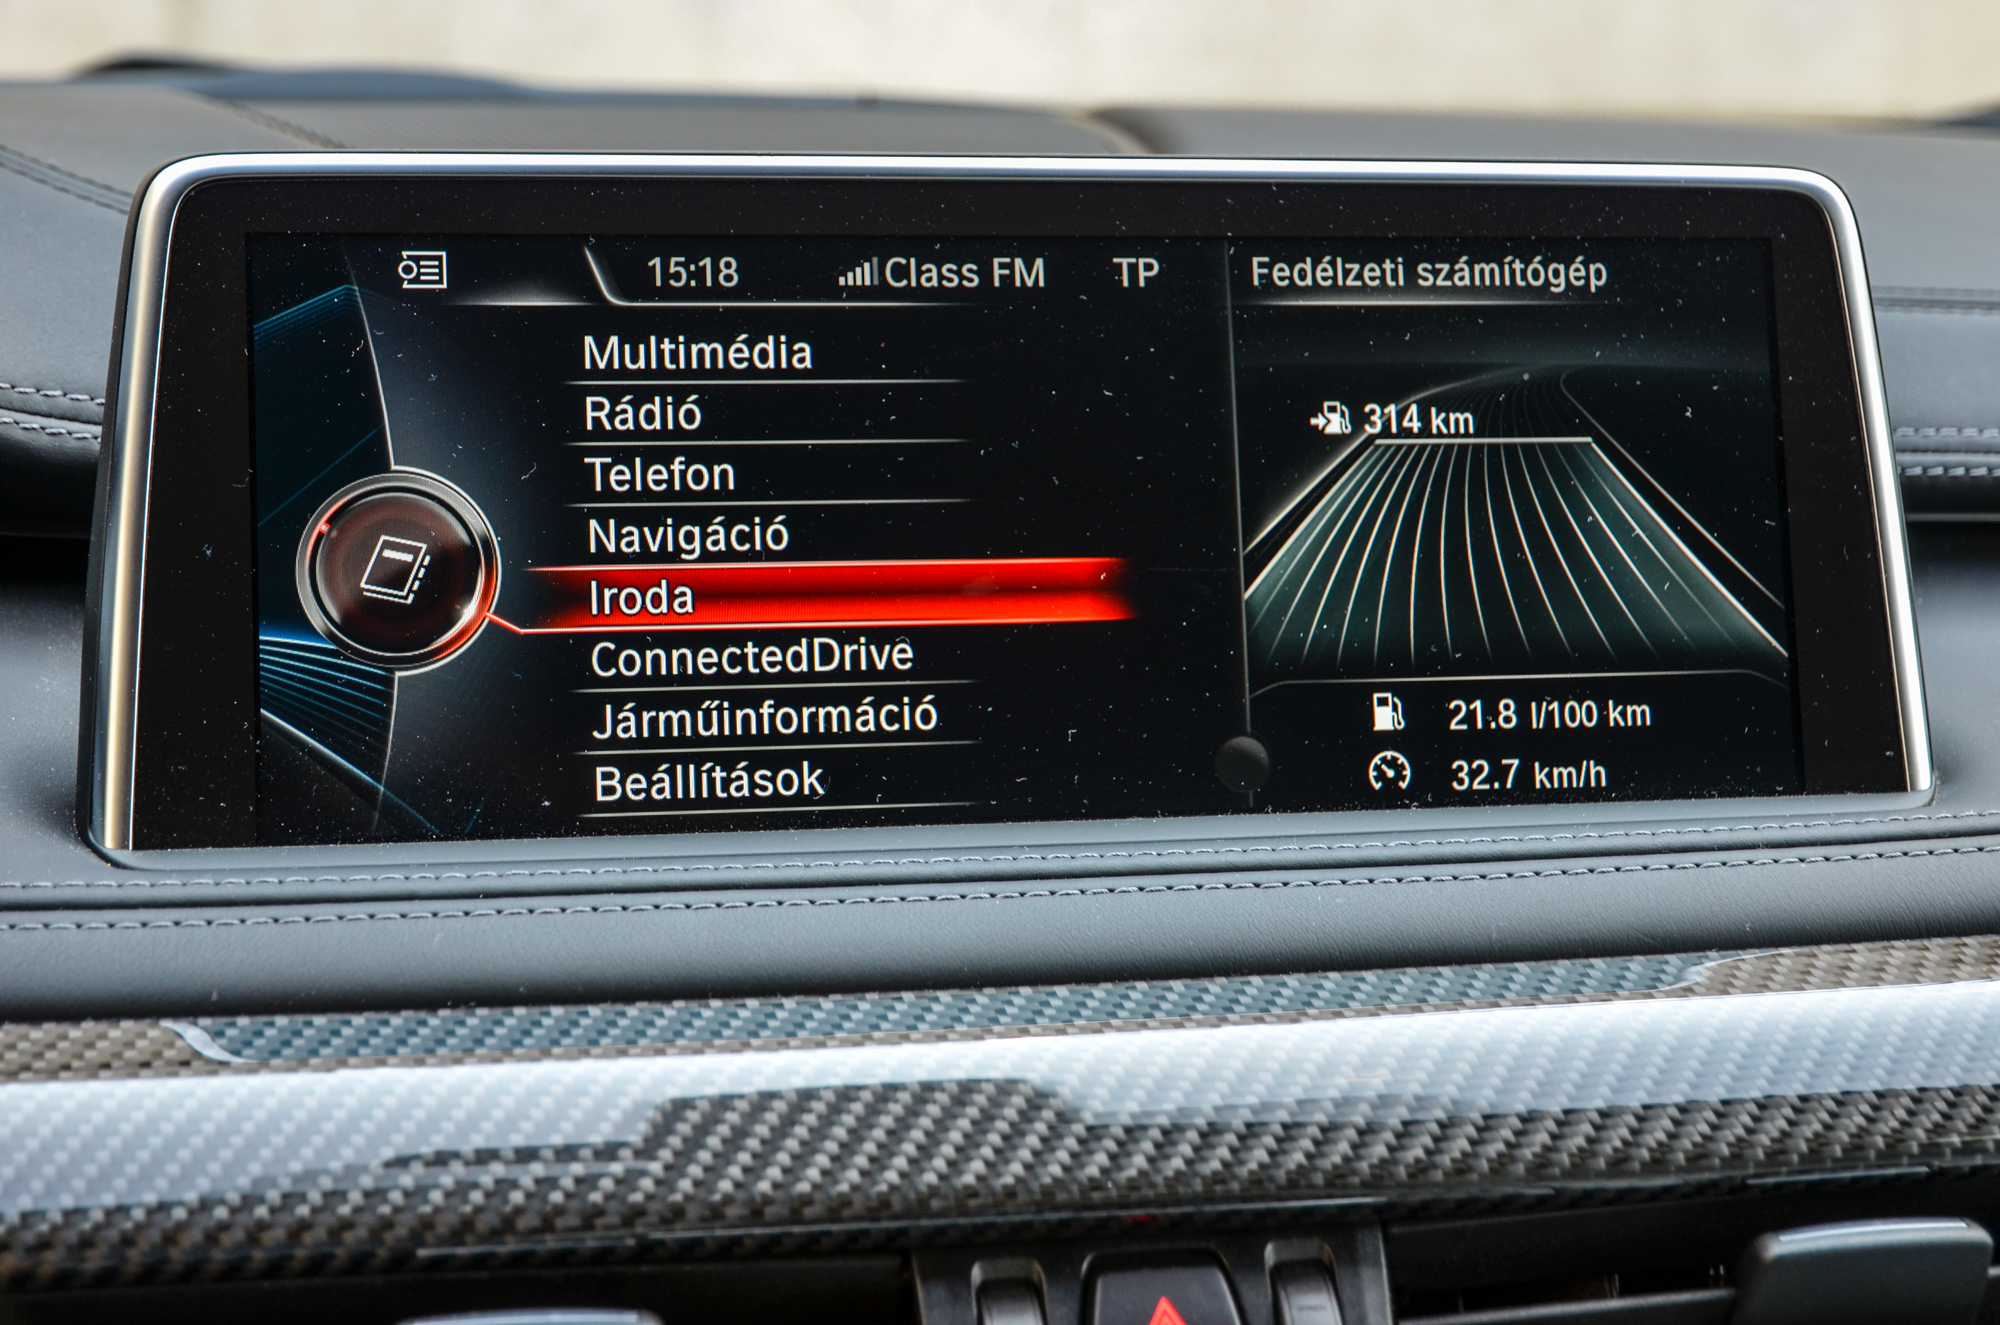 15:18 Class FM TP
Multimédia
Rádió
Telefon
Navigáció
Iroda
ConnectedDrive
Járműinformáció
Beállítások
Fedélzeti számítógép
314 km
21.8 l/100 km
32.7 km/h